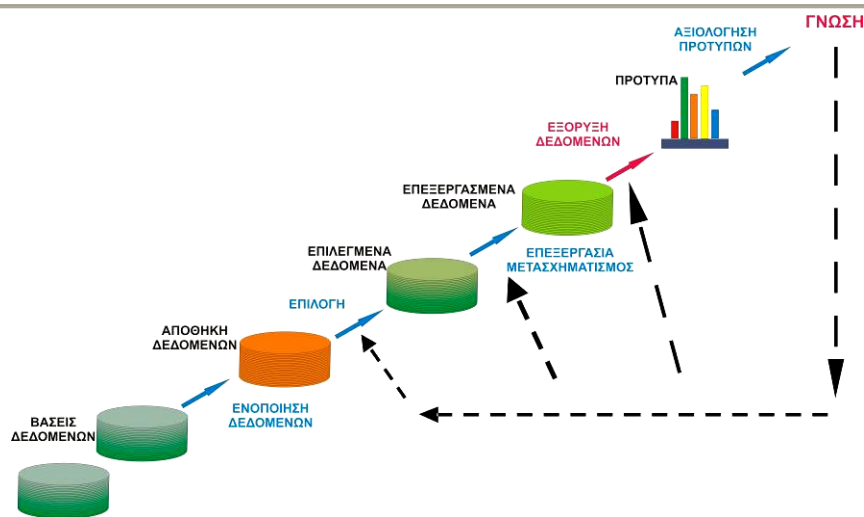 ΓΝΩΣΗ
ΑΞΙΟΛΟΓΗΣΗ
ΠΡΟΤΥΠΩΝ
ΠΡΟΤΥΠΑ
ΕΞΟΡΥΞΗ
ΔΕΔΟΜΕΝΩΝ
ΕΠΕΞΕΡΓΑΣΜΕΝΑ
ΔΕΔΟΜΕΝΑ
ΕΠΕΞΕΡΓΑΣΙΑ
ΜΕΤΑΣΧΗΜΑΤΙΣΜΟΣ
ΕΠΙΛΕΓΜΕΝΑ
ΔΕΔΟΜΕΝΑ
ΕΠΙΛΟΓΗ
ΑΠΟΘΗΚΗ
ΔΕΔΟΜΕΝΩΝ
ΕΝΟΠΟΙΗΣΗ
ΔΕΔΟΜΕΝΩΝ
ΒΑΣΕΙΣ
ΔΕΔΟΜΕΝΩΝ